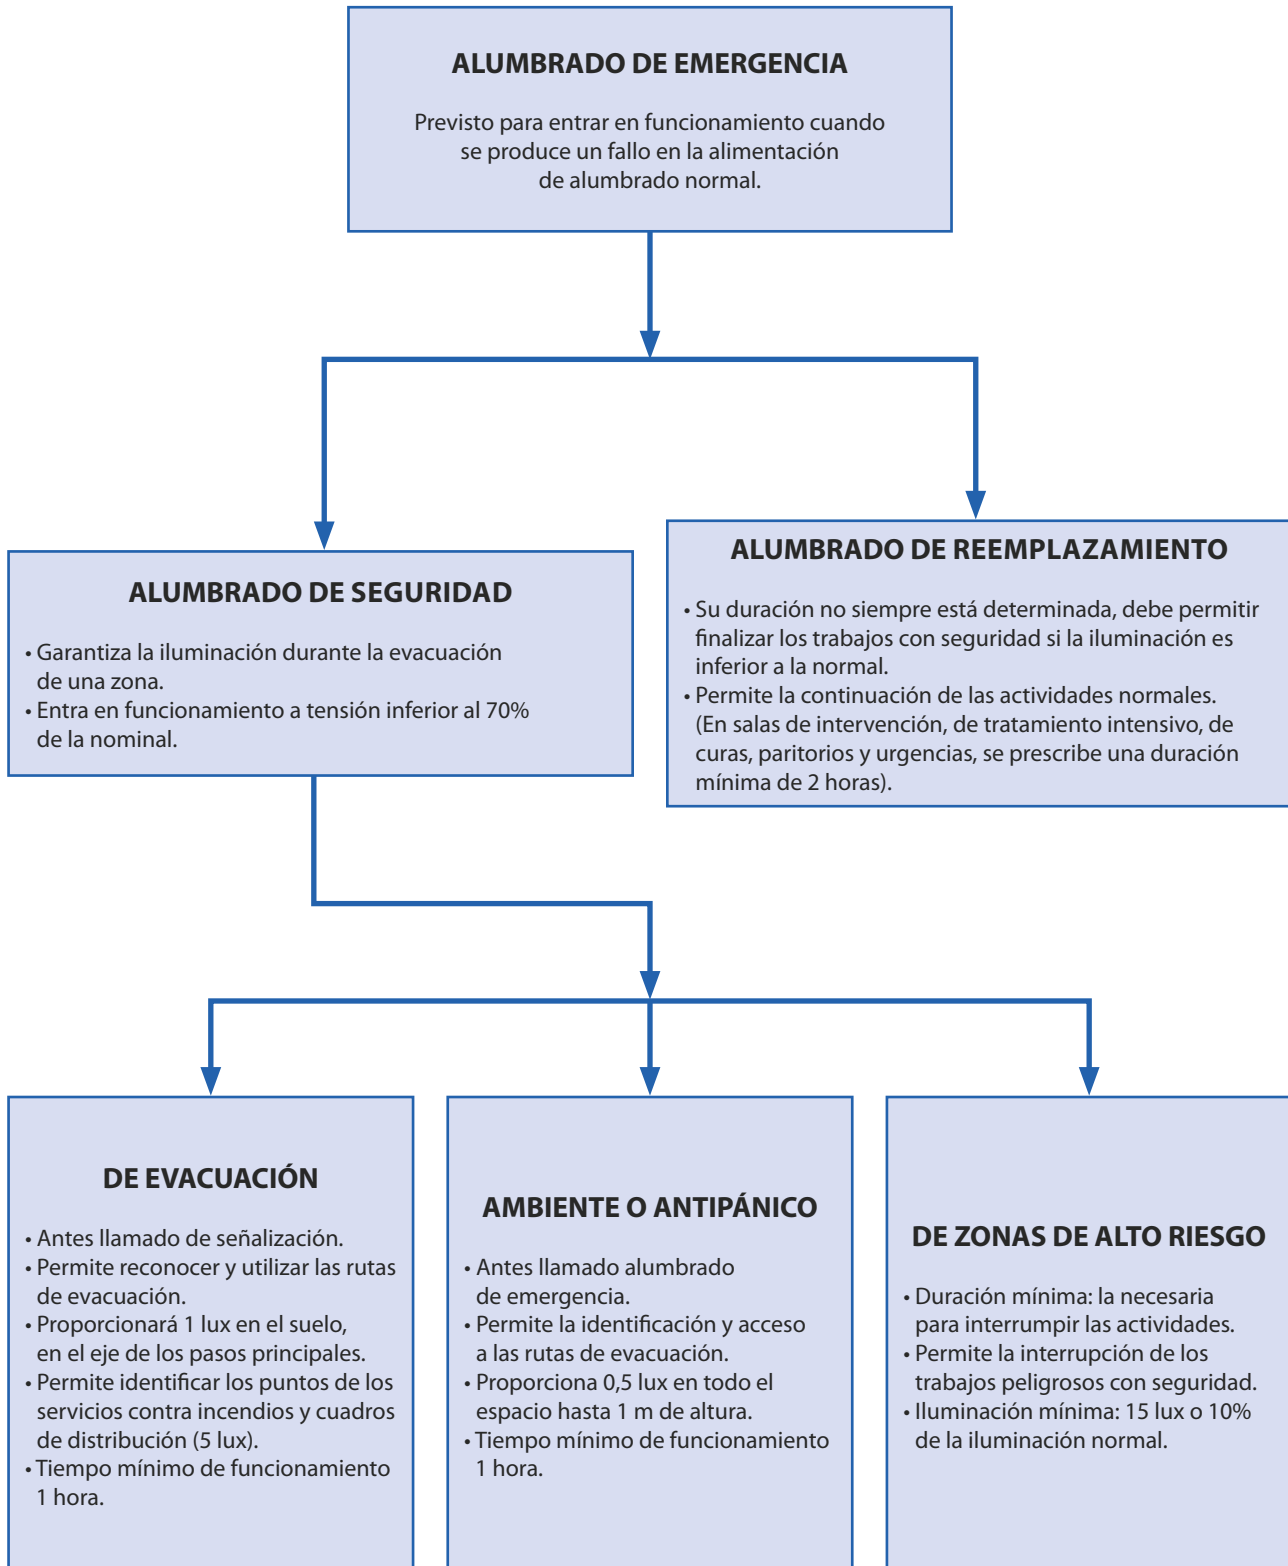 ALUMBRADO DE EMERGENCIA
Previsto para entrar en funcionamiento cuando
se produce un fallo en la alimentación
de alumbrado normal.
ALUMBRADO DE SEGURIDAD
• Garantiza la iluminación durante la evacuación
de una zona.
• Entra en funcionamiento a tensión inferior al 70%
de la nominal.
ALUMBRADO DE REEMPLAZAMIENTO
• Su duración no siempre está determinada, debe permitir
finalizar los trabajos con seguridad si la iluminación es
inferior a la normal.
• Permite la continuación de las actividades normales.
(En salas de intervención, de tratamiento intensivo, de
curas, paritorios y urgencias, se prescribe una duración
mínima de 2 horas).
DE EVACUACIÓN
• Antes llamado de señalización.
• Permite reconocer y utilizar las rutas
de evacuación.
• Proporcionará 1 lux en el suelo,
en el eje de los pasos principales.
• Permite identificar los puntos de los
servicios contra incendios y cuadros
de distribución (5 lux).
• Tiempo mínimo de funcionamiento
1 hora.
AMBIENTE O ANTIPÁNICO
• Antes llamado alumbrado
de emergencia.
• Permite la identificación y acceso
a las rutas de evacuación.
• Proporciona 0,5 lux en todo el
espacio hasta 1 m de altura.
• Tiempo mínimo de funcionamiento
1 hora.
DE ZONAS DE ALTO RIESGO
• Duración mínima: la necesaria
para interrumpir las actividades.
• Permite la interrupción de los
trabajos peligrosos con seguridad.
• Iluminación mínima: 15 lux o 10%
de la iluminación normal.